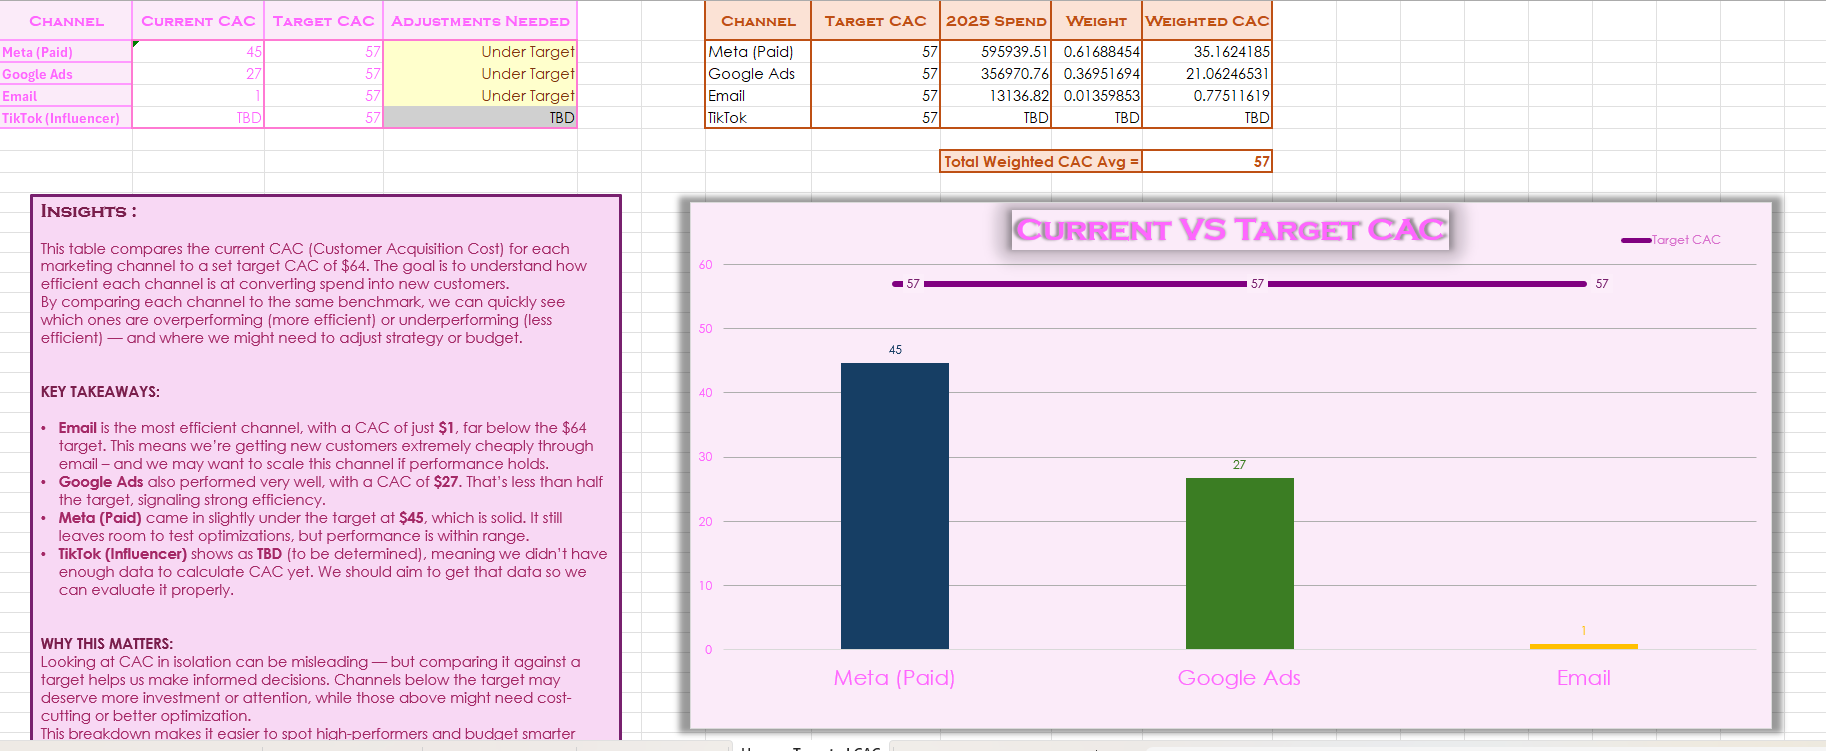 Channel Current CAC Target CAC Adjustments Needed
Meta (Paid) 45 57 Under Target
Google Ads 27 57 Under Target
Email 1 57 Under Target
TikTok (Influencer) TBD 57 TBD
Channel Target CAC 2025 Spend Weight Weighted CAC
Meta (Paid) 57 595939.51 0.61688454 35.1624185
Google Ads 57 356970.76 0.36951694 21.06246531
Email 57 13136.82 0.01359853 0.77511619
TikTok 57 TBD TBD TBD
Total Weighted CAC Avg = 57
Insights :
This table compares the current CAC (Customer Acquisition Cost) for each
marketing channel to a set target CAC of $64. The goal is to understand how
efficient each channel is at converting spend into new customers.
By comparing each channel to the same benchmark, we can quickly see
which ones are overperforming (more efficient) or underperforming (less
efficient) — and where we might need to adjust strategy or budget.
KEY TAKEAWAYS:
• Email is the most efficient channel, with a CAC of just $1, far below the $64
target. This means we're getting new customers extremely cheaply through
email – and we may want to scale this channel if performance holds.
• Google Ads also performed very well, with a CAC of $27. That's less than half
the target, signaling strong efficiency.
• Meta (Paid) came in slightly under the target at $45, which is solid. It still
leaves room to test optimizations, but performance is within range.
• TikTok (Influencer) shows as TBD (to be determined), meaning we didn't have
enough data to calculate CAC yet. We should aim to get that data so we
can evaluate it properly.
WHY THIS MATTERS:
Looking at CAC in isolation can be misleading — but comparing it against a
target helps us make informed decisions. Channels below the target may
deserve more investment or attention, while those above might need cost-
cutting or better optimization.
This breakdown makes it easier to spot high-performers and budget smarter
Current VS Target CAC
Target CAC
60
57 57 57
50
45
40
30
27
20
10
1
0
Meta (Paid) Google Ads Email